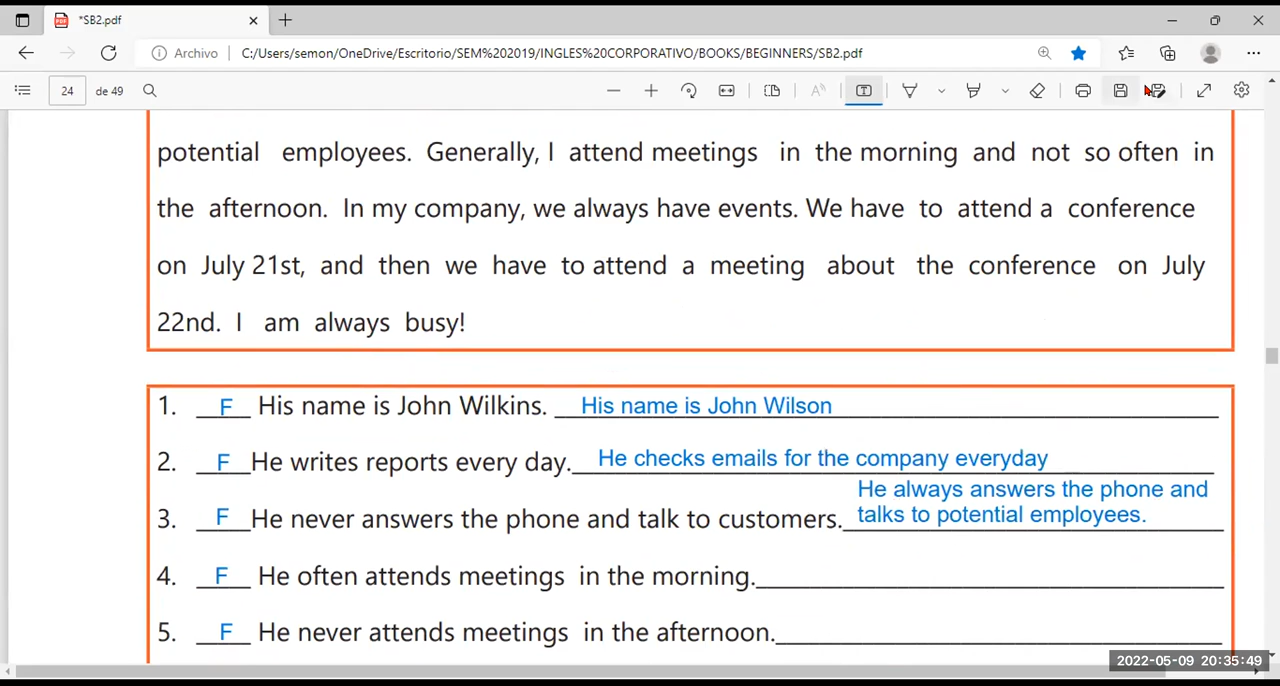 *SB2.pdf
Archivo
C:/Users/semon/OneDrive/Escritorio/SEM%202019/INGLES%20CORPORATIVO/BOOKS/BEGINNERS/SB2.pdf
24 de 49
potential employees. Generally, I attend meetings in the morning and not so often in
the afternoon. In my company, we always have events. We have to attend a conference
on July 21st, and then we have to attend a meeting about the conference on July
22nd. I am always busy!
1. F His name is John Wilkins. His name is John Wilson
2. F He writes reports every day. He checks emails for the company everyday
3. F He never answers the phone and talk to customers. He always answers the phone and
talks to potential employees.
4. F He often attends meetings in the morning.
5. F He never attends meetings in the afternoon.
2022-05-09 20:35:49